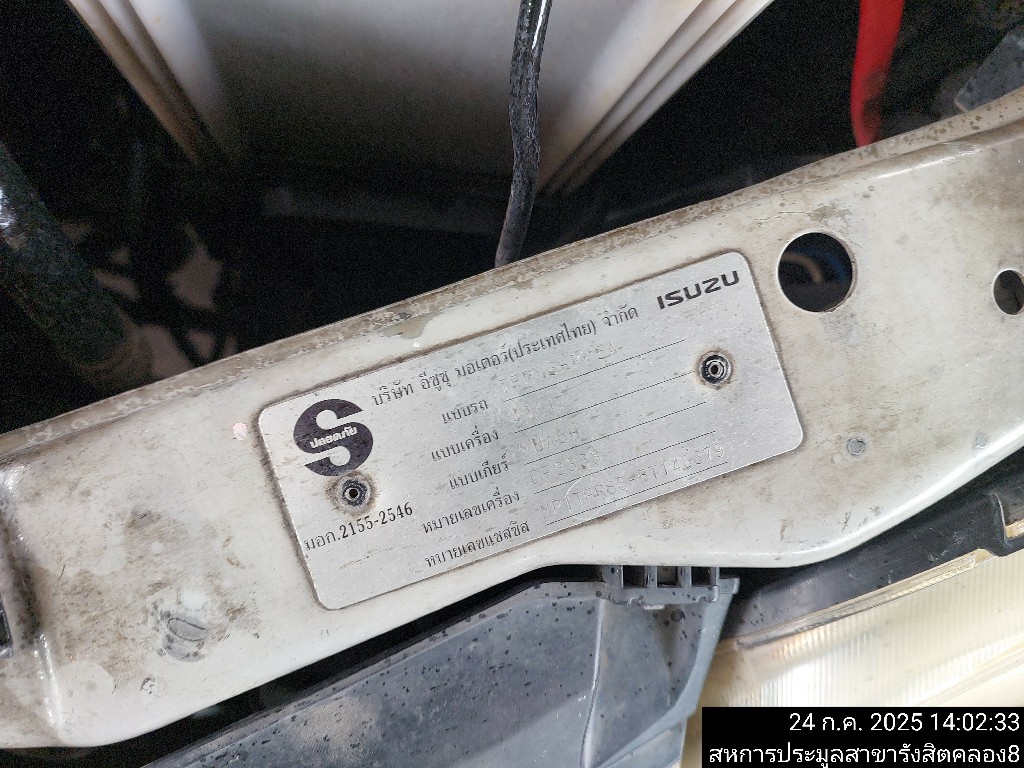 ISUZU
บริษัท อีซูซุ มอเตอร์(ประเทศไทย) จำกัด
S
ปลอดภัย
แบบรถ
แบบเครื่อง
แบบเกียร์
หมายเลขเครื่อง
มอก.2155-2546
หมายเลขแชสซิส
24 ก.ค. 2025 14:02:33
สหการประมูลสาขารังสิตคลอง8